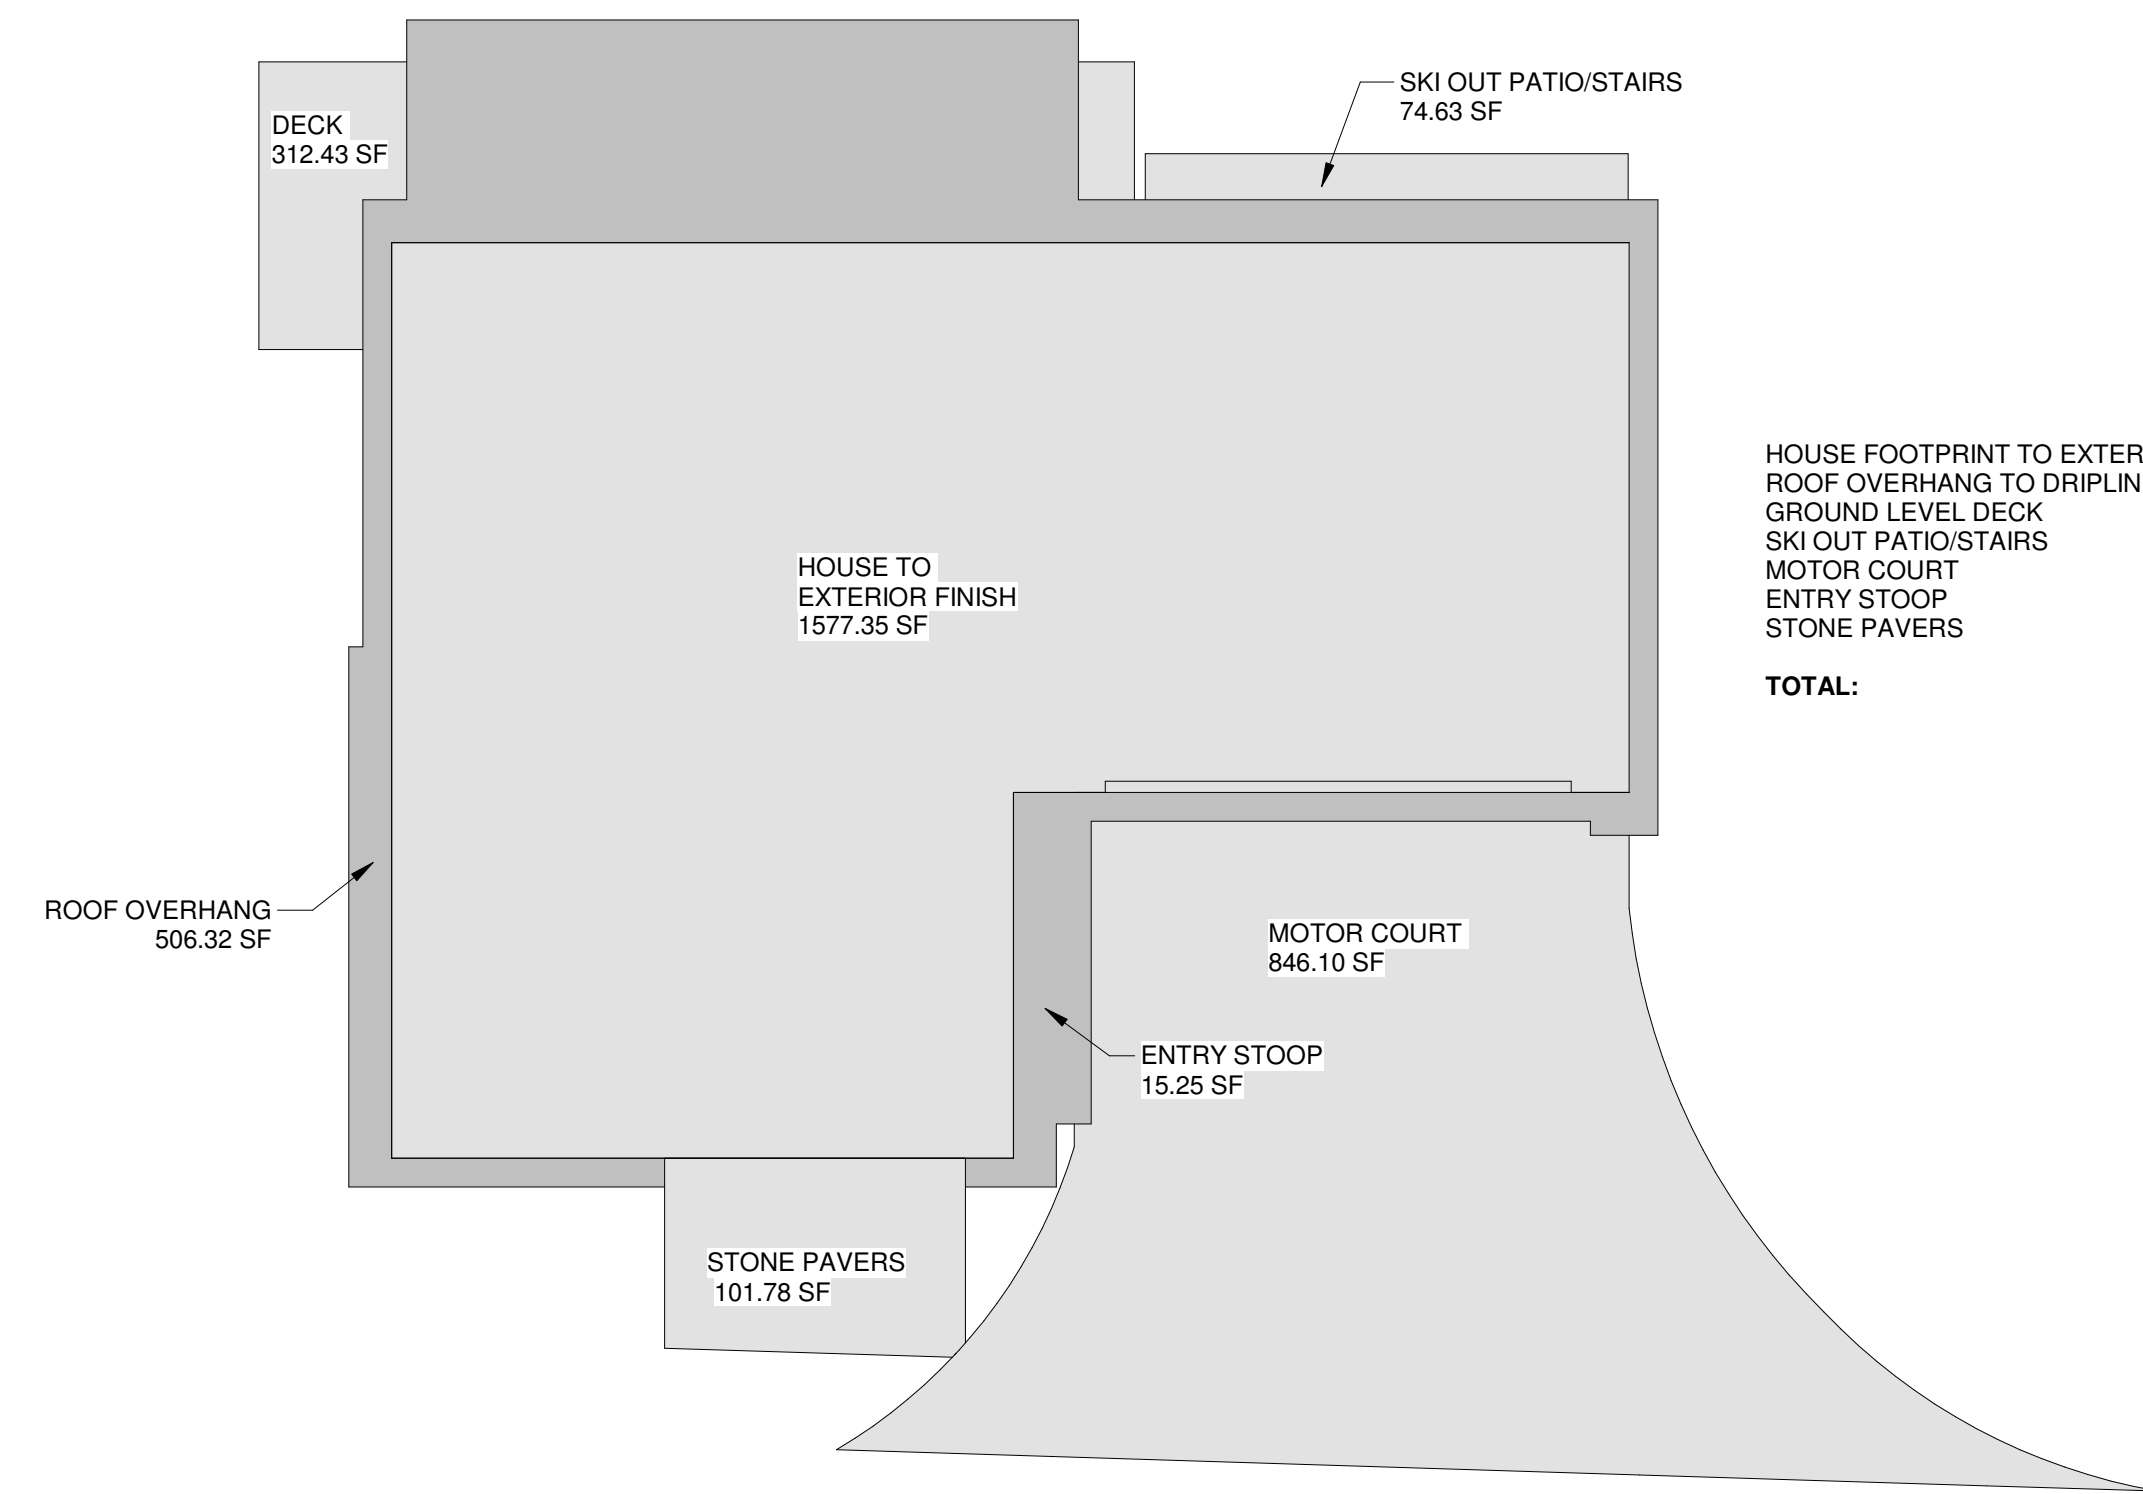 SKI OUT PATIO/STAIRS
74.63 SF
DECK
312.43 SF
HOUSE FOOTPRINT TO EXTER
ROOF OVERHANG TO DRIPLIN
GROUND LEVEL DECK
SKI OUT PATIO/STAIRS
MOTOR COURT
ENTRY STOOP
STONE PAVERS
TOTAL:
HOUSE TO
EXTERIOR FINISH
1577.35 SF
ROOF OVERHANG
506.32 SF
MOTOR COURT
846.10 SF
ENTRY STOOP
15.25 SF
STONE PAVERS
101.78 SF